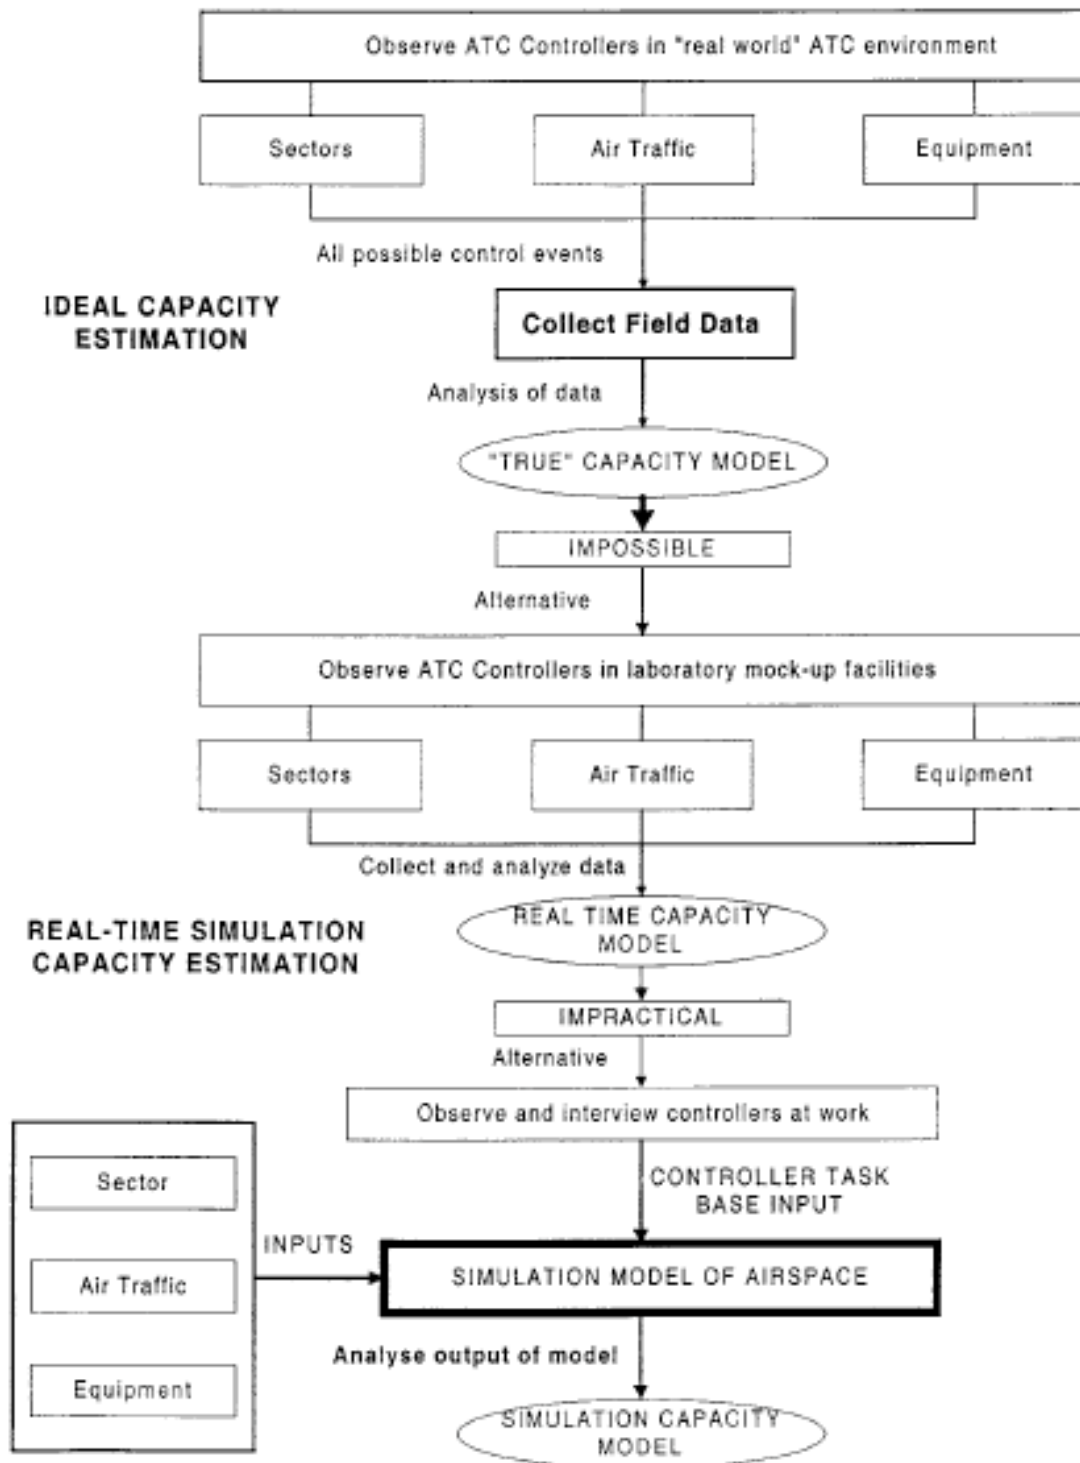 Observe ATC Controllers in "real world" ATC environment
Sectors
Air Traffic
Equipment
All possible control events
IDEAL CAPACITY
ESTIMATION
Collect Field Data
Analysis of data
"TRUE" CAPACITY MODEL
IMPOSSIBLE
Alternative
Observe ATC Controllers in laboratory mock-up facilities
Sectors
Air Traffic
Equipment
Collect and analyze data
REAL TIME CAPACITY
MODEL
REAL-TIME SIMULATION
CAPACITY ESTIMATION
IMPRACTICAL
Alternative
Observe and interview controllers at work
CONTROLLER TASK
BASE INPUT
Sector
Air Traffic
Equipment
INPUTS
SIMULATION MODEL OF AIRSPACE
Analyse output of model
SIMULATION CAPACITY
MODEL